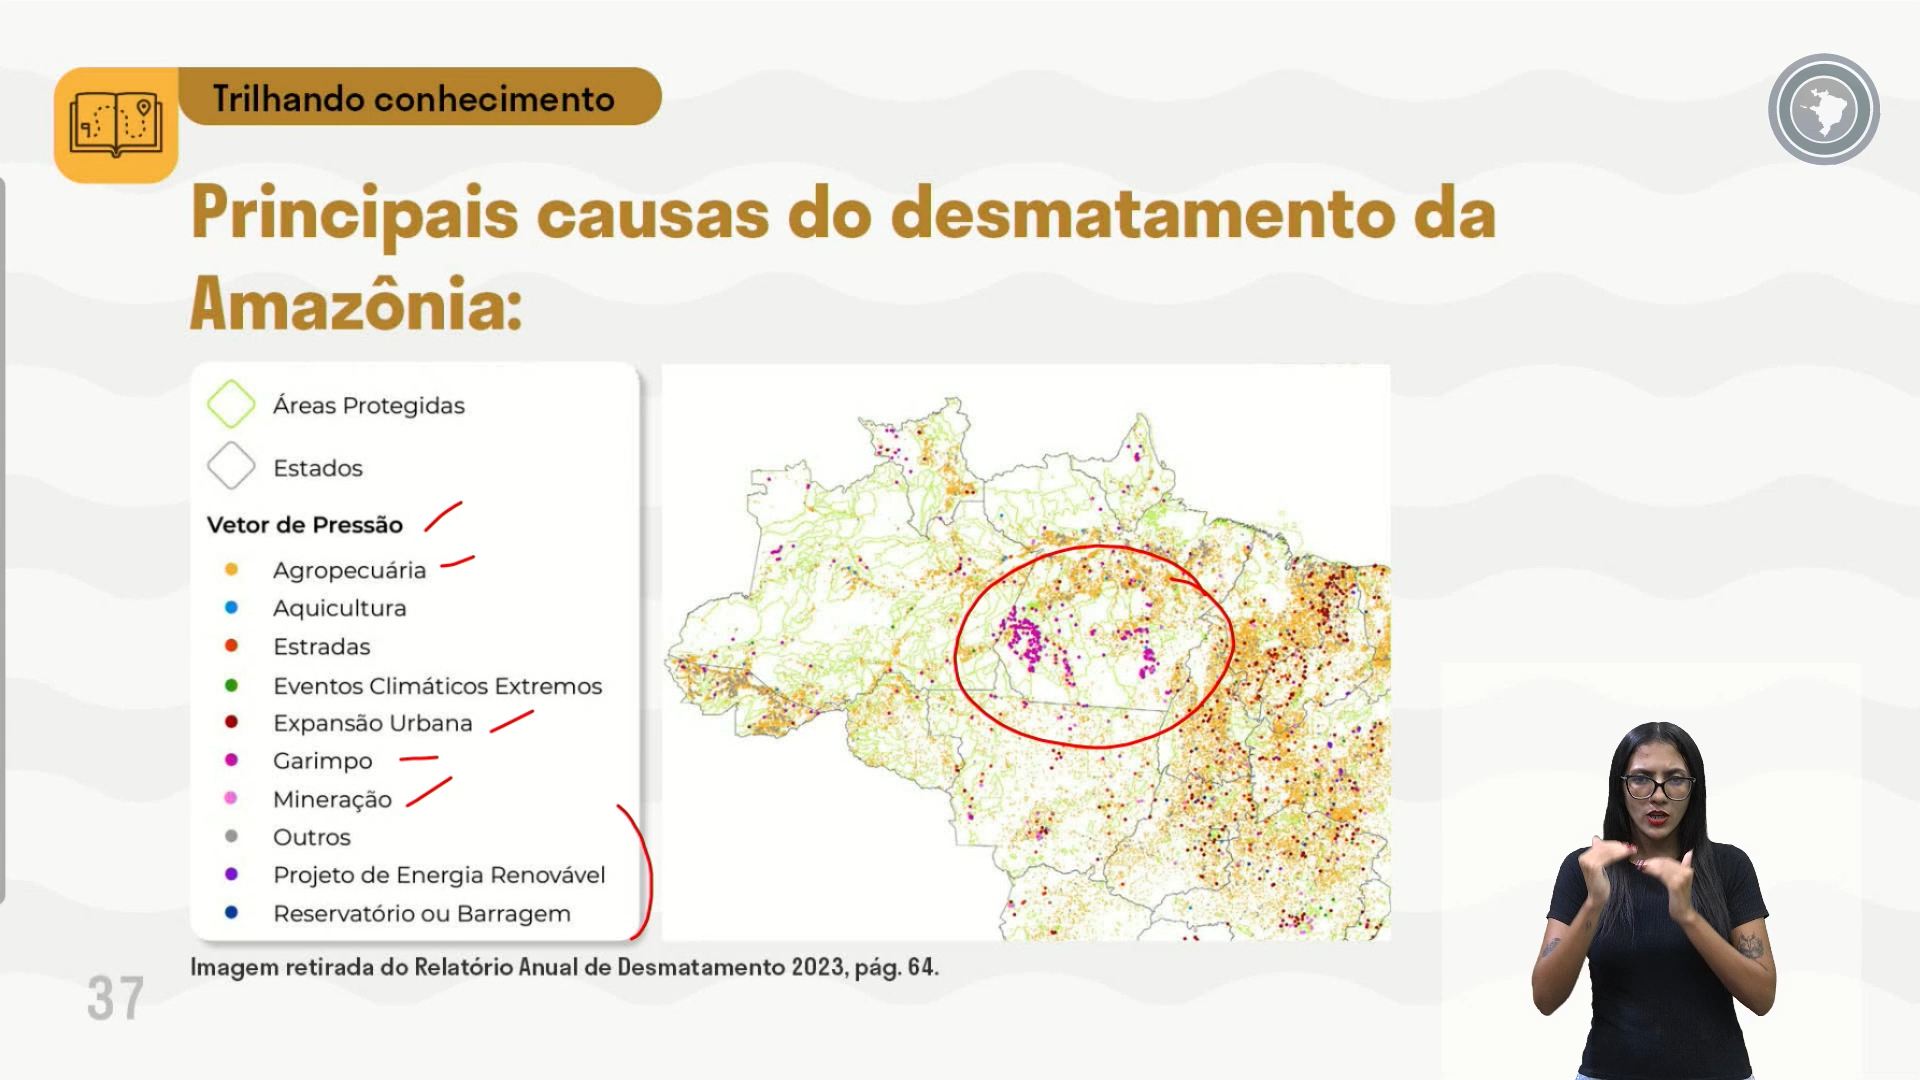 Trilhando conhecimento
Principais causas do desmatamento da
Amazônia:
Áreas Protegidas
Estados
Vetor de Pressão
Agropecuária
Aquicultura
Estradas
Eventos Climáticos Extremos
Expansão Urbana
Garimpo
Mineração
Outros
Projeto de Energia Renovável
Reservatório ou Barragem
Imagem retirada do Relatório Anual de Desmatamento 2023, pág. 64.
37